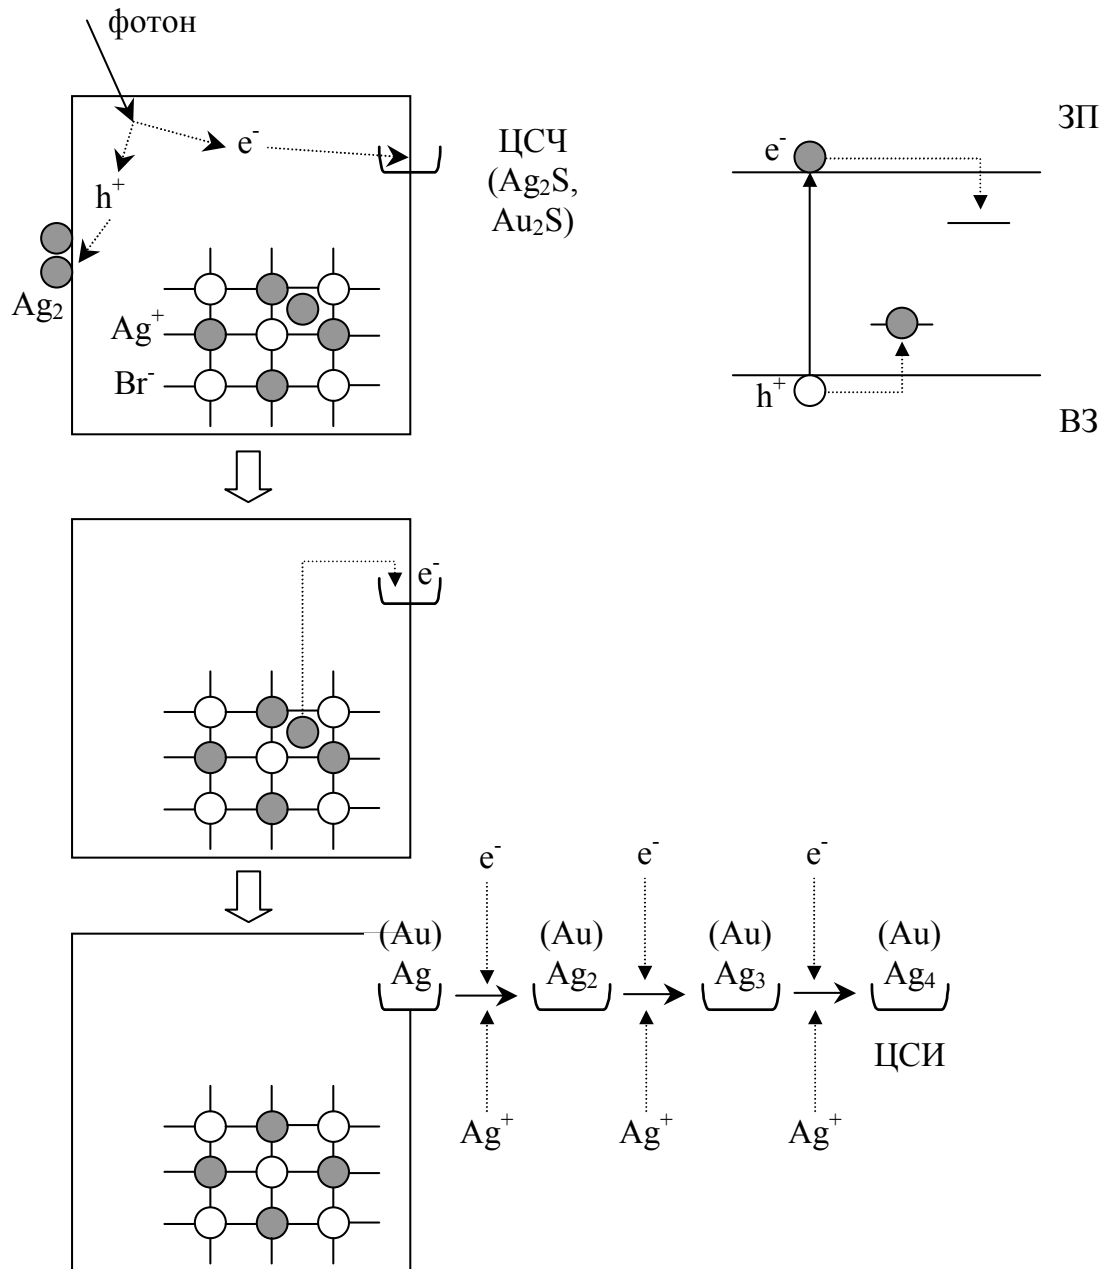 фотон
e⁻
ЦСЧ
(Ag₂S,
Au₂S)
h⁺
Ag₂
Ag⁺
Br⁻
ЗП
e⁻
h⁺
ВЗ
e⁻
e⁻
e⁻
e⁻
(Au)
(Au)
(Au)
(Au)
Ag
Ag₂
Ag₃
Ag₄
ЦСИ
Ag⁺
Ag⁺
Ag⁺